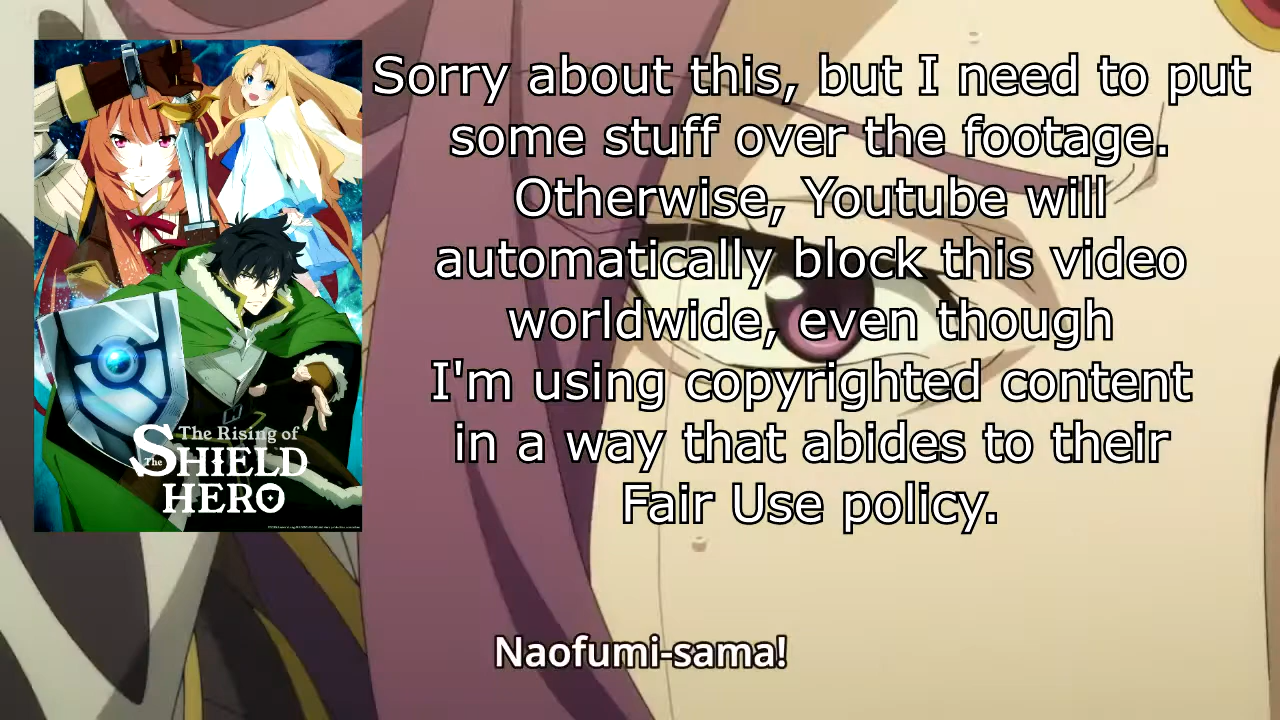 Sorry about this, but I need to put
some stuff over the footage.
Otherwise, Youtube will
automatically block this video
worldwide, even though
I'm using copyrighted content
in a way that abides to their
Fair Use policy.
The Rising of
The SHIELD
HERO
Naofumi-sama!